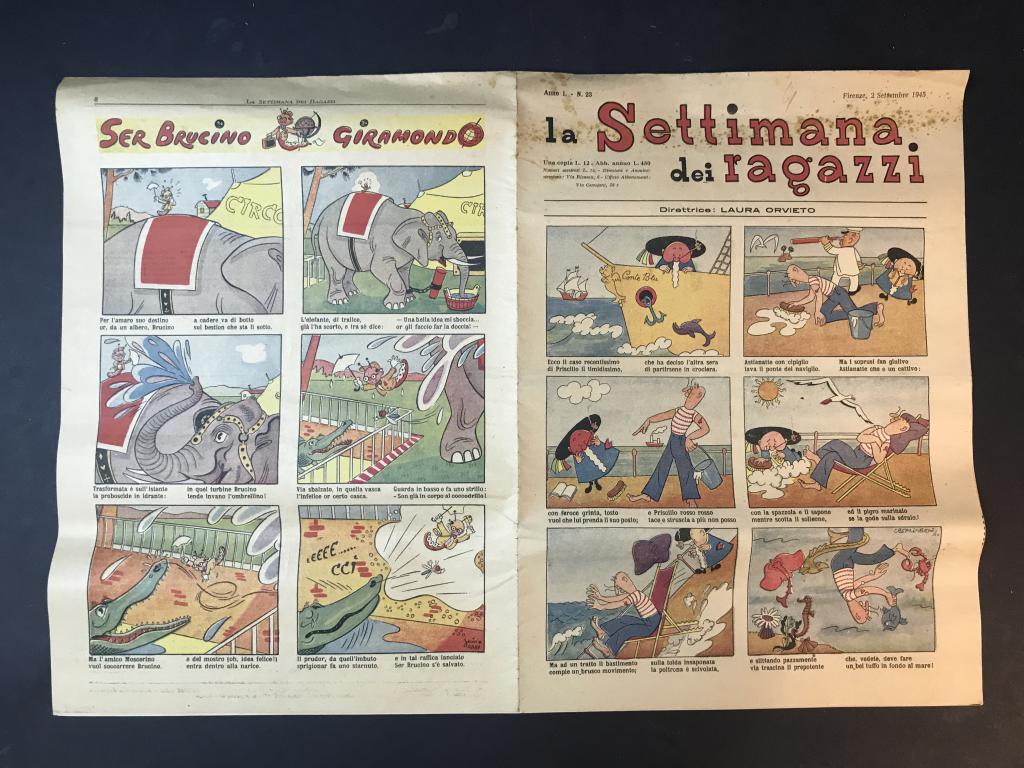 8
LA SETTIMANA DEI RAGAZZI
SER BRUCINO GIRAMONDO
CIRCO
CIR
Per l'amaro suo destino
or, da un albero, Brucino
a cadere va di botto
sul bestion che sta lì sotto.
L'elefante, di tralice,
già l'ha scorto, e tra sè dice:
— Una bella idea mi sboccia...
or gli faccio far la doccia! —
Trasformata è sull'istante
la proboscide in idrante:
in quel turbine Brucino
tende invano l'ombrellino!
Via sbalzato, in quella vasca
l'infelice or certo casca.
Guarda in basso e fa uno strillo:
- Son già in corpo al coccodrillo!
¡EEEE......
CCI
Ma l'amico Moscerino
vuol soccorrere Brucino.
e del mostro (oh, idea felice!)
entra dentro alla narice.
Il prudor, da quell'imbuto
sprigionar fa uno starnuto.
e in tal raffica lanciato
Ser Brucino s'è salvato.
Anno I. - N. 23
Firenze, 2 Settembre 1945
la Settimana
dei ragazzi
Una copia L. 12 - Abb. annuo L. 450
Direttrice: LAURA ORVIETO
Conte Blu
Ecco il caso recentissimo
di Priscilio il timidissimo,
che ha deciso l'altra sera
di partirsene in crociera.
Astianatte con cipiglio
lava il ponte del naviglio.
Ma i soprusi fan giulivo
Astianatte che è un cattivo:
con feroce grinta, tosto
vuol che lui prenda il suo posto;
e Priscilio rosso rosso
tace e struscia a più non posso
con la spazzola e il sapone
mentre scotta il solleone,
ed il pigro marinaio
se la gode sulla sdraio.
Ma ad un tratto il bastimento
compie un brusco movimento;
sulla tolda insaponata
la poltrona è scivolata,
e slittando pazzamente
via trascina il prepotente
che, vedete, deve fare
un bel tuffo in fondo al mare!